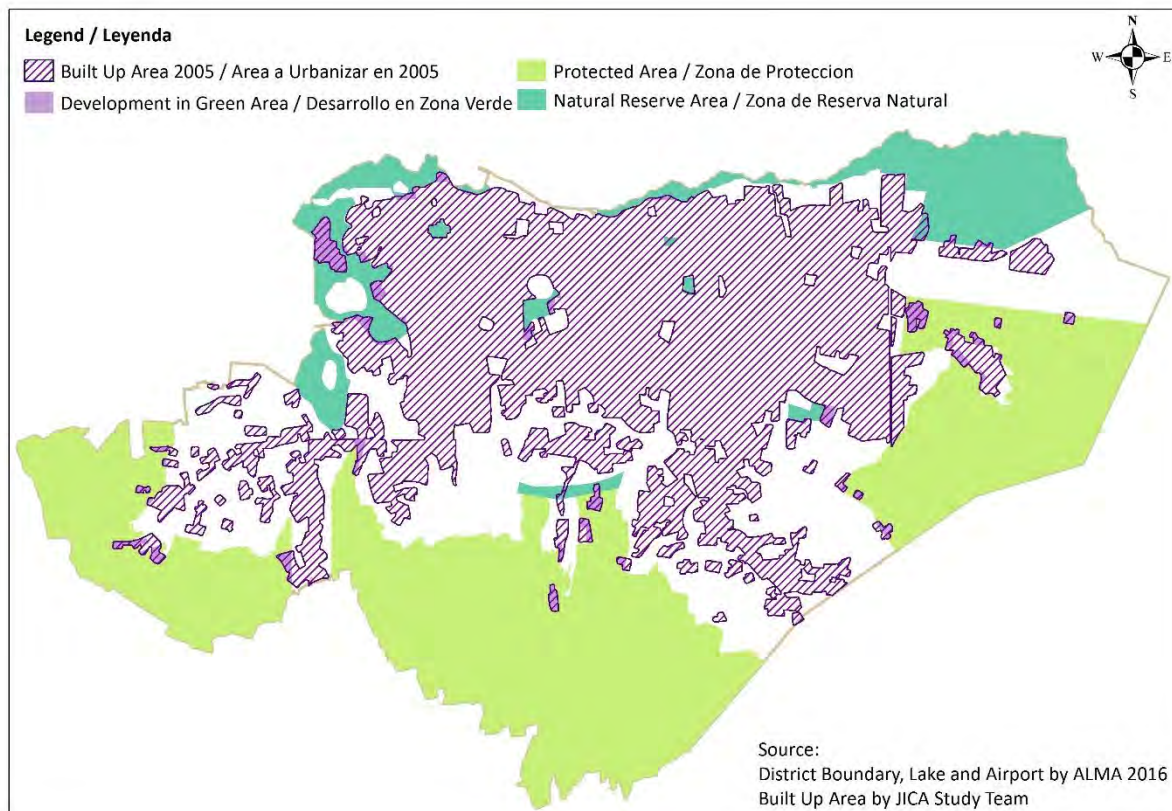 Legend / Leyenda
Built Up Area 2005 / Area a Urbanizar en 2005
Development in Green Area / Desarrollo en Zona Verde
Protected Area / Zona de Proteccion
Natural Reserve Area / Zona de Reserva Natural
N
W E
S
Source:
District Boundary, Lake and Airport by ALMA 2016
Built Up Area by JICA Study Team